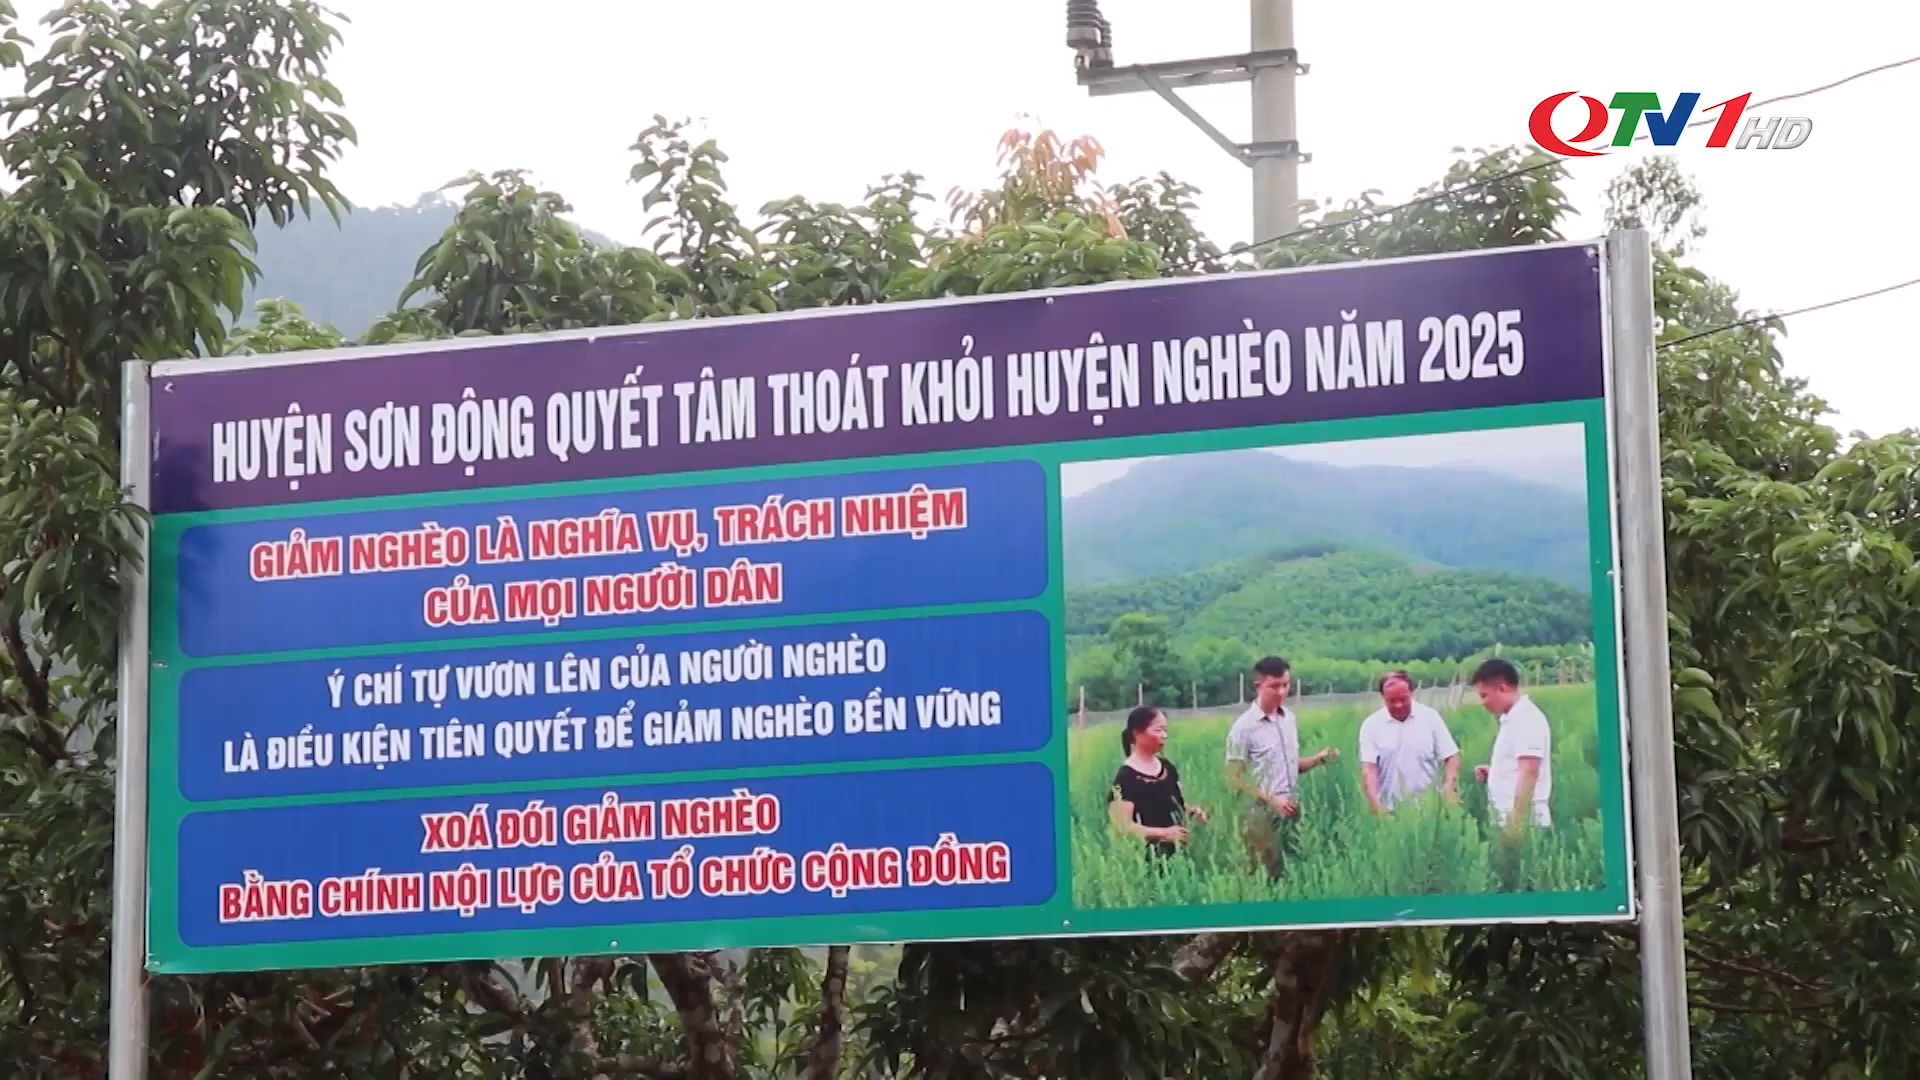 QTV1HD
HUYỆN SƠN ĐỘNG QUYẾT TÂM THOÁT KHỎI HUYỆN NGHÈO NĂM 2025
GIẢM NGHÈO LÀ NGHĨA VỤ, TRÁCH NHIỆM
CỦA MỌI NGƯỜI DÂN
Ý CHÍ TỰ VƯƠN LÊN CỦA NGƯỜI NGHÈO
LÀ ĐIỀU KIỆN TIÊN QUYẾT ĐỂ GIẢM NGHÈO BỀN VỮNG
XOÁ ĐÓI GIẢM NGHÈO
BẰNG CHÍNH NỘI LỰC CỦA TỔ CHỨC CỘNG ĐỒNG